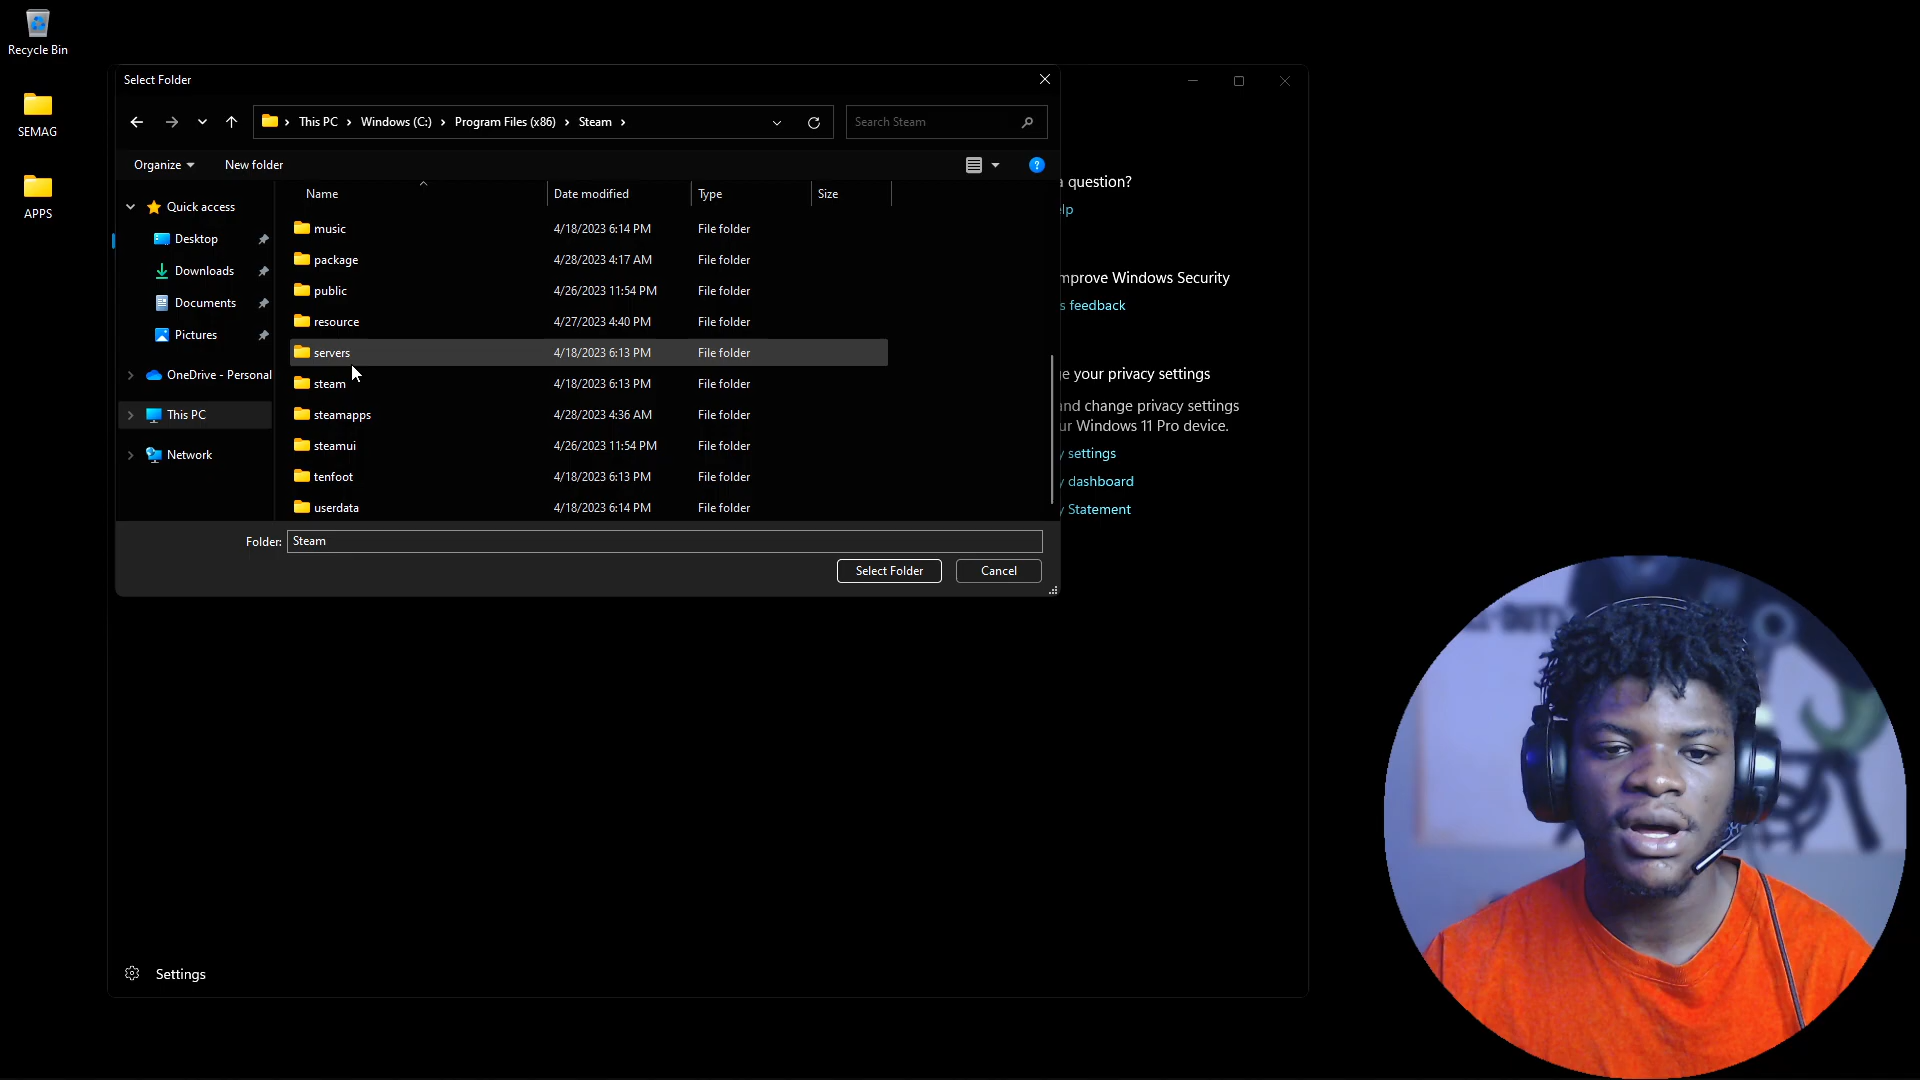 Recycle Bin
SEMAG
APPS
Select Folder
This PC > Windows (C:) > Program Files (x86) > Steam >
Search Steam
Organize
New folder
?
Name Date modified Type Size
Quick access
Desktop
Downloads
Documents
Pictures
OneDrive - Personal
This PC
Network
music 4/18/2023 6:14 PM File folder
package 4/28/2023 4:17 AM File folder
public 4/26/2023 11:54 PM File folder
resource 4/27/2023 4:40 PM File folder
servers 4/18/2023 6:13 PM File folder
steam 4/18/2023 6:13 PM File folder
steamapps 4/28/2023 4:36 AM File folder
steamui 4/26/2023 11:54 PM File folder
tenfoot 4/18/2023 6:13 PM File folder
userdata 4/18/2023 6:14 PM File folder
Folder: Steam
Select Folder
Cancel
question?
lp
mprove Windows Security
s feedback
e your privacy settings
nd change privacy settings
ur Windows 11 Pro device.
settings
dashboard
Statement
Settings